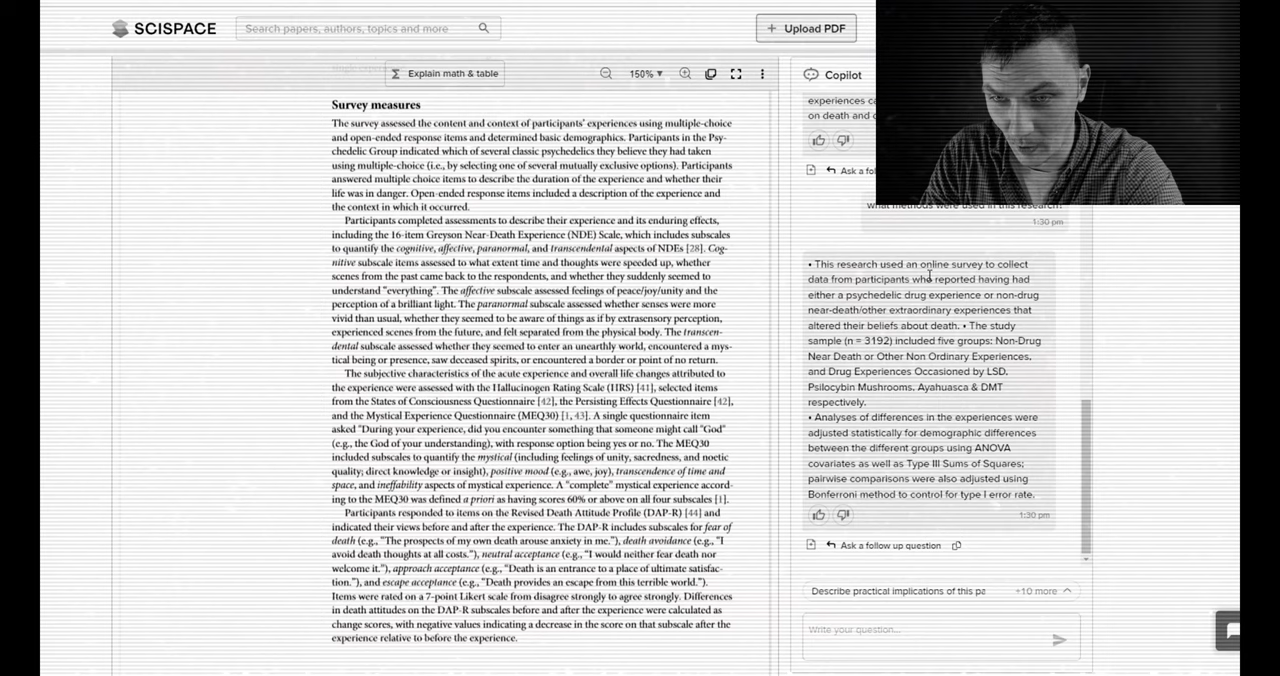 SCISPACE
Search papers, authors, topics and more
+ Upload PDF
Explain math & table
150%
Survey measures
The survey assessed the content and context of participants' experiences using multiple-choice
and open-ended response items and determined basic demographics. Participants in the Psy-
chedelic Group indicated which of several classic psychedelics they believe they had taken
using multiple-choice (i.e., by selecting one of several mutually exclusive options). Participants
answered multiple choice items to describe the duration of the experience and whether their
life was in danger. Open-ended response items included a description of the experience and
the context in which it occurred.
Participants completed assessments to describe their experience and its enduring effects,
including the 16-item Greyson Near-Death Experience (NDE) Scale, which includes subscales
to quantify the cognitive, affective, paranormal, and transcendental aspects of NDEs [28]. Cog-
nitive subscale items assessed to what extent time and thoughts were speeded up, whether
scenes from the past came back to the respondents, and whether they suddenly seemed to
understand "everything". The affective subscale assessed feelings of peace/joy/unity and the
perception of a brilliant light. The paranormal subscale assessed whether senses were more
vivid than usual, whether they seemed to be aware of things as if by extrasensory perception,
experienced scenes from the future, and felt separated from the physical body. The transcen-
dental subscale assessed whether they seemed to enter an unearthly world, encountered a mys-
tical being or presence, saw deceased spirits, or encountered a border or point of no return.
The subjective characteristics of the acute experience and overall life changes attributed to
the experience were assessed with the Hallucinogen Rating Scale (HRS) [41], selected items
from the States of Consciousness Questionnaire [42], the Persisting Effects Questionnaire [42],
and the Mystical Experience Questionnaire (MEQ30) [1, 43]. A single questionnaire item
asked "During your experience, did you encounter something that someone might call "God"
(e.g., the God of your understanding), with response option being yes or no. The MEQ30
included subscales to quantify the mystical (including feelings of unity, sacredness, and noetic
quality; direct knowledge or insight), positive mood (e.g., awe, joy), transcendence of time and
space, and ineffability aspects of mystical experience. A "complete" mystical experience accord-
ing to the MEQ30 was defined a priori as having scores 60% or above on all four subscales [1].
Participants responded to items on the Revised Death Attitude Profile (DAP-R) [44] and
indicated their views before and after the experience. The DAP-R includes subscales for fear of
death (e.g., "The prospects of my own death arouse anxiety in me."), death avoidance (e.g., "I
avoid death thoughts at all costs."), neutral acceptance (e.g., "I would neither fear death nor
welcome it."), approach acceptance (e.g., "Death is an entrance to a place of ultimate satisfac-
tion."), and escape acceptance (e.g., "Death provides an escape from this terrible world.").
Items were rated on a 7-point Likert scale from disagree strongly to agree strongly. Differences
in death attitudes on the DAP-R subscales before and after the experience were calculated as
change scores, with negative values indicating a decrease in the score on that subscale after the
experience relative to before the experience.
Copilot
experiences ca
on death and
Ask a fol
what methods were used in this research?
1:30 pm
• This research used an online survey to collect
data from participants who reported having had
either a psychedelic drug experience or non-drug
near-death/other extraordinary experiences that
altered their beliefs about death. • The study
sample (n = 3192) included five groups: Non-Drug
Near Death or Other Non Ordinary Experiences,
and Drug Experiences Occasioned by LSD,
Psilocybin Mushrooms, Ayahuasca & DMT
respectively.
• Analyses of differences in the experiences were
adjusted statistically for demographic differences
between the different groups using ANOVA
covariates as well as Type III Sums of Squares;
pairwise comparisons were also adjusted using
Bonferroni method to control for type I error rate.
1:30 pm
Ask a follow up question
Describe practical implications of this pa
+10 more
Write your question...